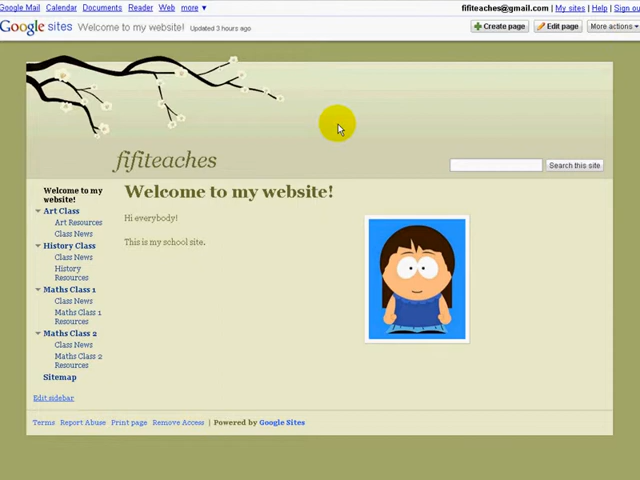 Google Mail Calendar Documents Reader Web more ▼
fifiteaches@gmail.com | My sites | Help | Sign ou
Google sites Welcome to my website! Updated 3 hours ago
Create page Edit page More actions ▼
fifiteaches
Search this site
Welcome to my website!
Art Class
Art Resources
Class News
History Class
Class News
History Resources
Maths Class 1
Class News
Maths Class 1 Resources
Maths Class 2
Class News
Maths Class 2 Resources
Sitemap
Edit sidebar
Welcome to my website!
Hi everybody!
This is my school site.
Terms Report Abuse Print page Remove Access | Powered by Google Sites